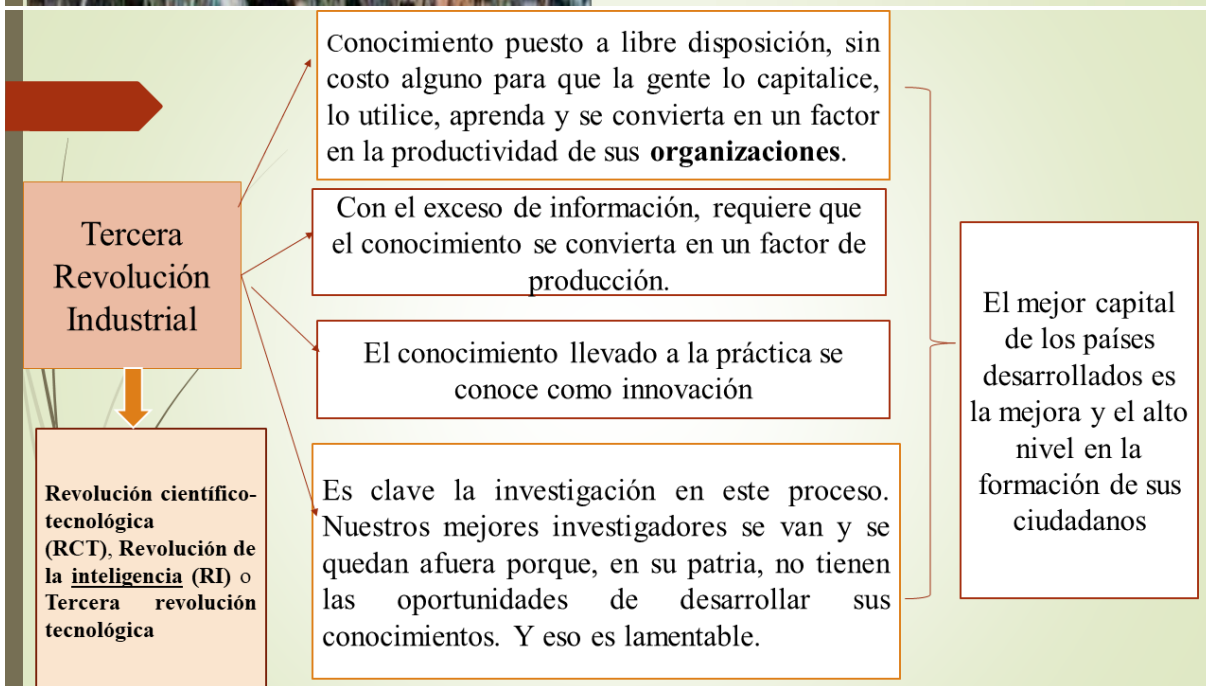 Conocimiento puesto a libre disposición, sin
costo alguno para que la gente lo capitalice,
lo utilice, aprenda y se convierta en un factor
en la productividad de sus organizaciones.
Tercera
Revolución
Industrial
Con el exceso de información, requiere que
el conocimiento se convierta en un factor de
producción.
El conocimiento llevado a la práctica se
conoce como innovación
Es clave la investigación en este proceso.
Nuestros mejores investigadores se van y se
quedan afuera porque, en su patria, no tienen
las oportunidades de desarrollar sus
conocimientos. Y eso es lamentable.
Revolución científico-
tecnológica
(RCT), Revolución de
la inteligencia (RI) o
Tercera revolución
tecnológica
El mejor capital
de los países
desarrollados es
la mejora y el alto
nivel en la
formación de sus
ciudadanos